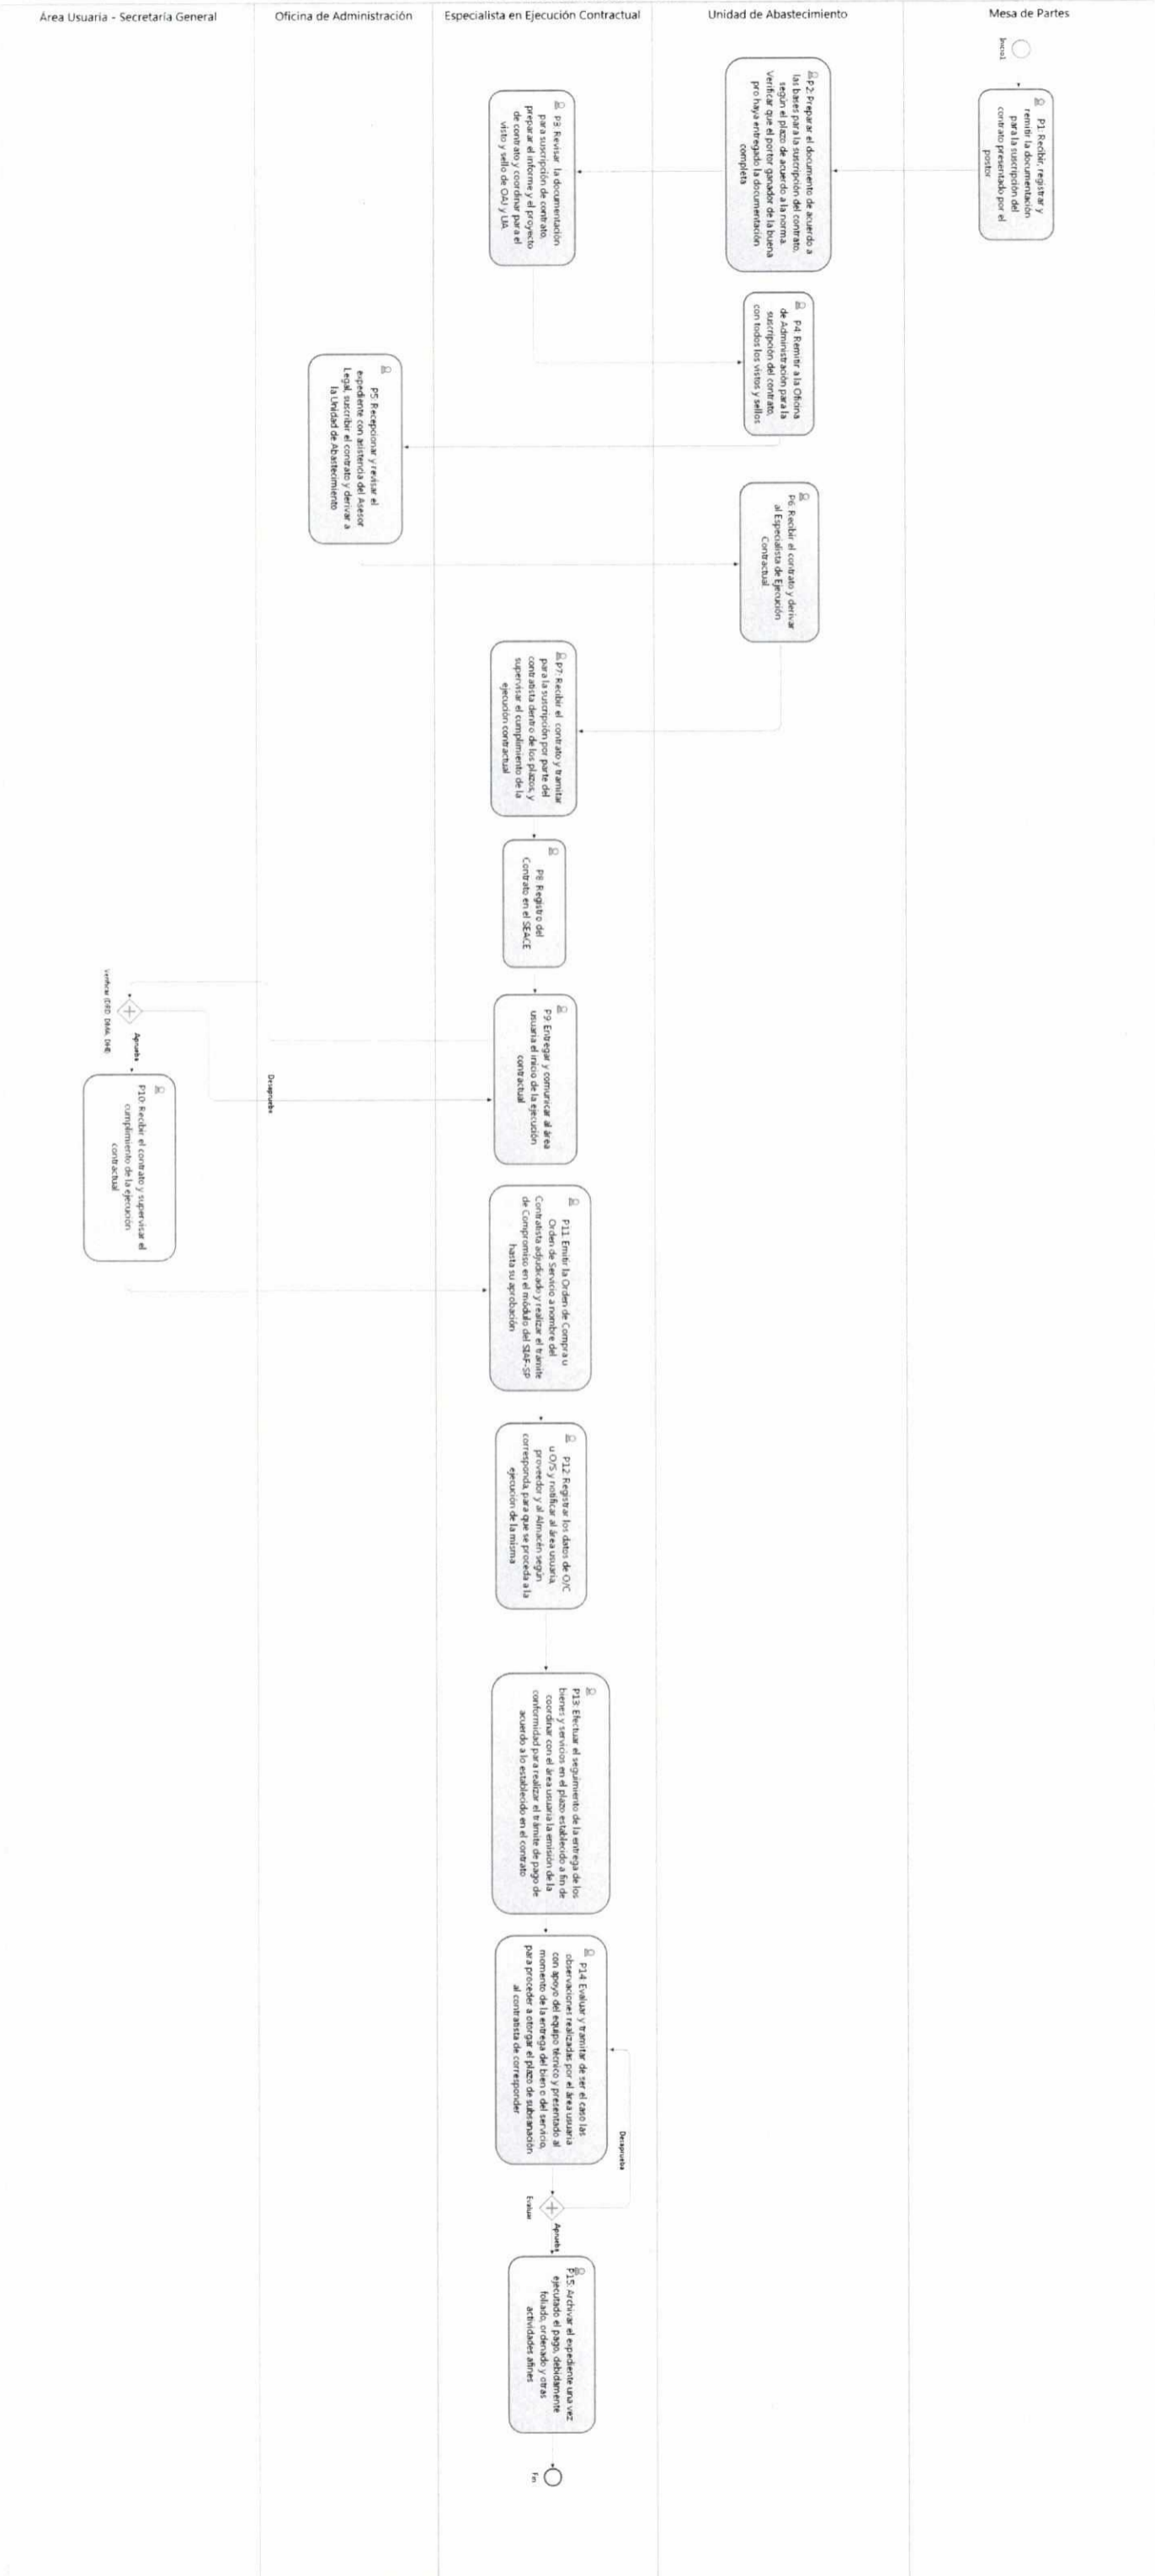 Área Usuaria - Secretaría General
Oficina de Administración
Especialista en Ejecución Contractual
Unidad de Abastecimiento
Mesa de Partes
Inicial
P1: Recibir, registrar y
remitir la documentación
para la suscripción del
contrato presentado por el
postor
P2: Preparar el documento de acuerdo a
las bases para la suscripción del contrato,
según el plazo de acuerdo a la norma.
Verificar que el portor ganador de la buena
pro haya entregado la documentación
completa
P3: Revisar la documentación
para suscripción de contrato,
preparar el informe y el proyecto
de contrato y coordinar para el
visto y sello de OAJ y UA
P4: Remitir a la Oficina
de Administración para la
suscripción del contrato,
con todos los vistos y sellos
P5: Recepcionar y revisar el
expediente con asistencia del Asesor
Legal, suscribir el contrato y derivar a
la Unidad de Abastecimiento
P6: Recibir el contrato y derivar
al Especialista de Ejecución
Contractual
P7: Recibir el contrato y tramitar
para la suscripción por parte del
contratista dentro de los plazos, y
supervisar el cumplimiento de la
ejecución contractual
P8: Registro del
Contrato en el SEACE
P9: Entregar y comunicar al área
usuaria el inicio de la ejecución
contractual
Verificar
Aprueba
Desaprueba
P10: Recibir el contrato y supervisar el
cumplimiento de la ejecución
contractual
P11: Emitir la Orden de Compra u
Orden de Servicio a nombre del
Contratista adjudicado y realizar el trámite
de Compromiso en el módulo del SIAF-SP
hasta su aprobación
P12: Registrar los datos de O/C
u O/S y notificar al área usuaria,
proveedor y al Almacén según
corresponda, para que se proceda a la
ejecución de la misma
P13: Efectuar el seguimiento de la entrega de los
bienes y servicios en el plazo establecido a fin de
coordinar con el área usuaria la emisión de la
conformidad para realizar el trámite de pago de
acuerdo a lo establecido en el contrato
P14: Evaluar y tramitar de ser el caso las
observaciones realizadas por el área usuaria
con apoyo del equipo técnico y presentado al
momento de la entrega del bien o del servicio,
para proceder a otorgar el plazo de subsanación
al contratista de corresponder
Desaprueba
Evaluar
Aprueba
P15: Archivar el expediente una vez
ejecutado el pago, debidamente
foliado, ordenado y otras
actividades afines
Fin